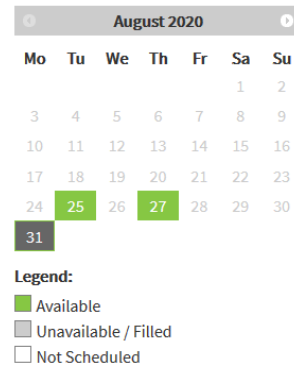 August 2020
Mo Tu We Th Fr Sa Su
1 2
3 4 5 6 7 8 9
10 11 12 13 14 15 16
17 18 19 20 21 22 23
24 25 26 27 28 29 30
31
Legend:
Available
Unavailable / Filled
Not Scheduled